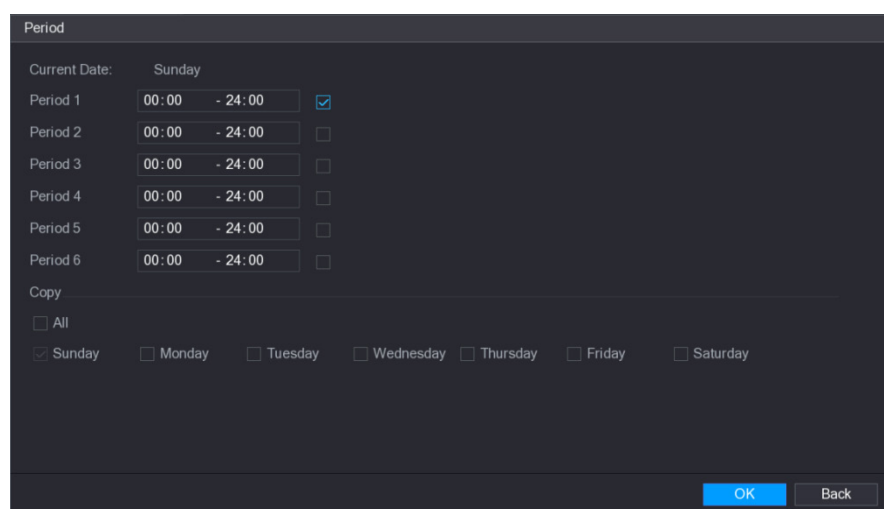 Period
Current Date: Sunday
Period 1 00:00 - 24:00
Period 2 00:00 - 24:00
Period 3 00:00 - 24:00
Period 4 00:00 - 24:00
Period 5 00:00 - 24:00
Period 6 00:00 - 24:00
Copy
All
Sunday Monday Tuesday Wednesday Thursday Friday Saturday
OK Back